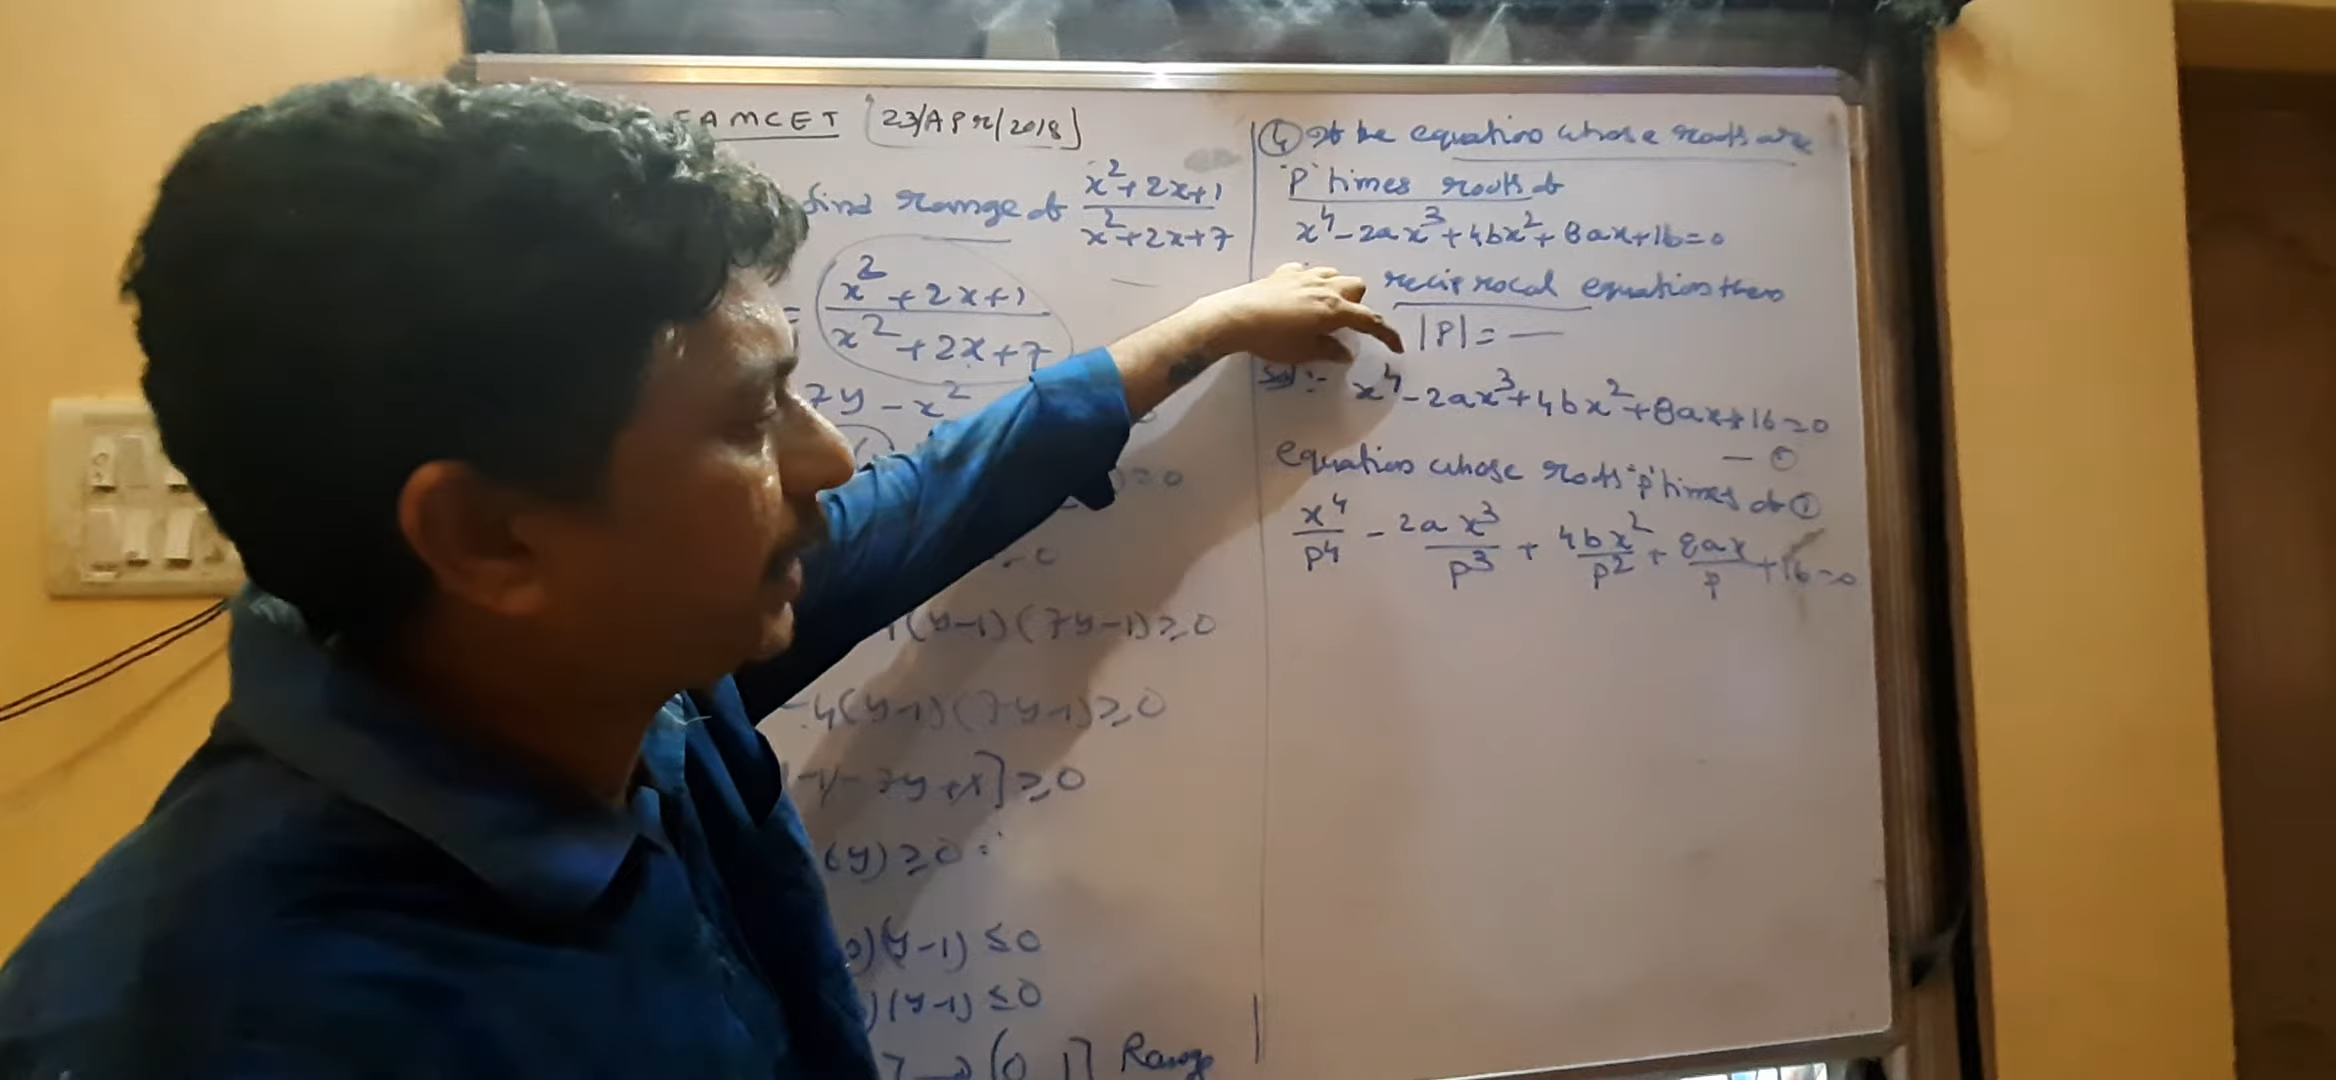 EAMCET [23/APR/2018]
find range of x²+2x+1 / x²+2x+7
= x²+2x+1 / x²+2x+7
7y - x²
) = 0
= 0
(y-1)(7y-1) ≥ 0
-4(y-1)(7y-1) ≥ 0
-7y+x] ≥ 0
(y) ≥ 0
)(y-1) ≤ 0
)(y-1) ≤ 0
(0 1] Range
④ If the equation whose roots are
'P' times roots of
x⁴-2ax³+4bx²+8ax+16=0
reciprocal equation then
|P| = —
Sol :- x⁴-2ax³+4bx²+8ax+16=0
— ①
equation whose roots 'p' times of ①
x⁴/p⁴ - 2ax³/p³ + 4bx²/p² + 8ax/p + 16=0